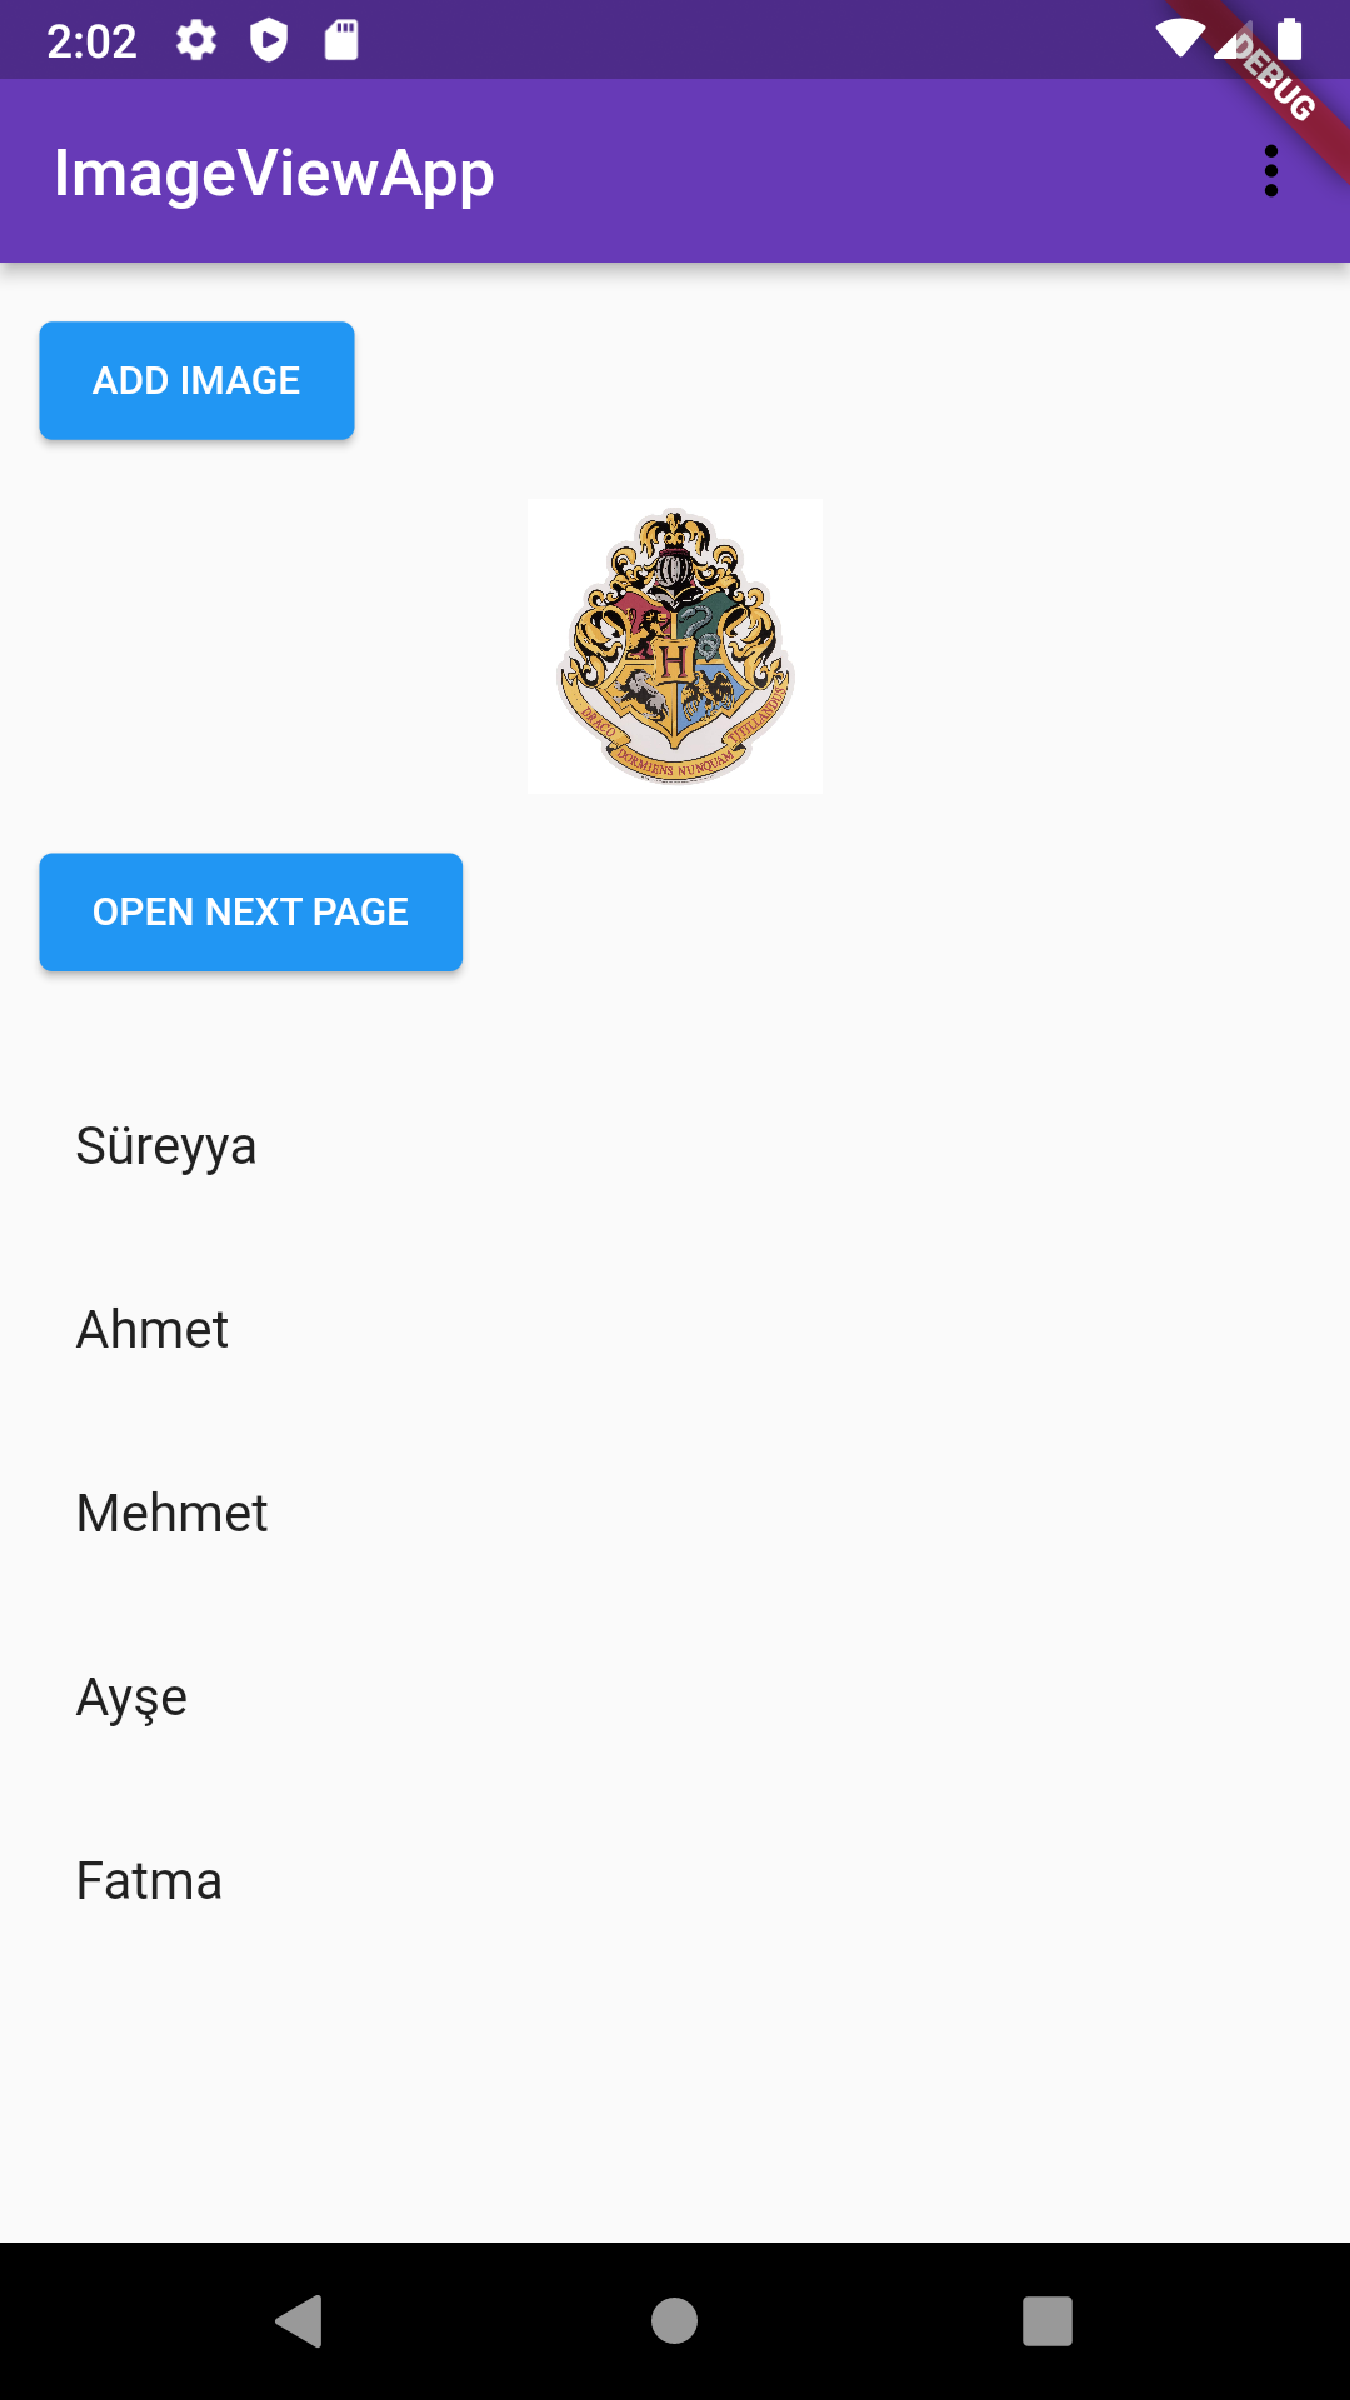 2:02
DEBUG
ImageViewApp
ADD IMAGE
H
DRACO DORMIENS NUNQUAM TITILLANDUS
OPEN NEXT PAGE
Süreyya
Ahmet
Mehmet
Ayşe
Fatma